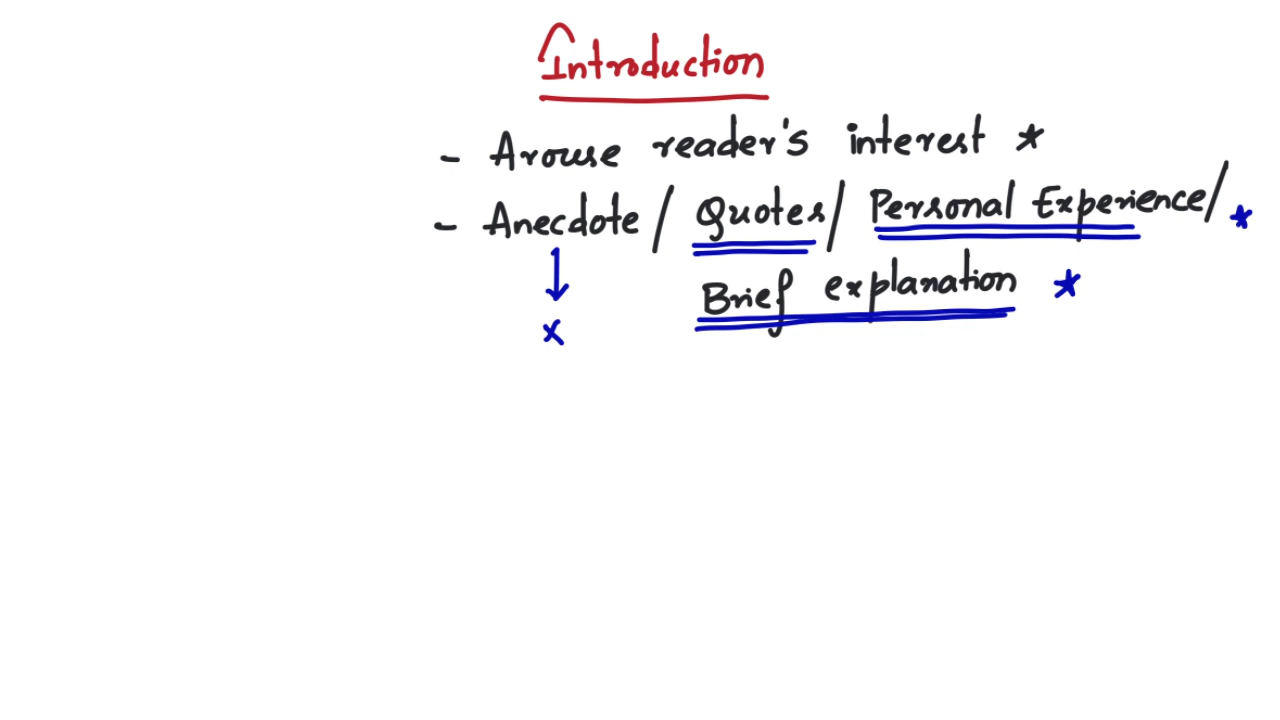 Introduction
- Arouse reader's interest *
- Anecdote / Quotes / Personal Experience / *
Brief explanation *
x